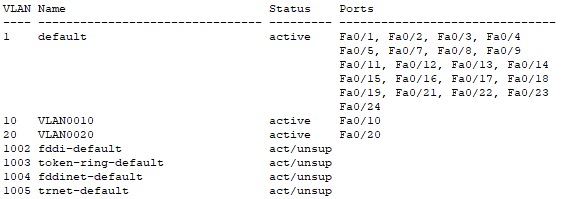 VLAN Name                             Status    Ports
---- -------------------------------- --------- -------------------------------
1    default                          active    Fa0/1, Fa0/2, Fa0/3, Fa0/4
                                                Fa0/5, Fa0/7, Fa0/8, Fa0/9
                                                Fa0/11, Fa0/12, Fa0/13, Fa0/14
                                                Fa0/15, Fa0/16, Fa0/17, Fa0/18
                                                Fa0/19, Fa0/21, Fa0/22, Fa0/23
                                                Fa0/24
10   VLAN0010                         active    Fa0/10
20   VLAN0020                         active    Fa0/20
1002 fddi-default                     act/unsup
1003 token-ring-default               act/unsup
1004 fddinet-default                  act/unsup
1005 trnet-default                    act/unsup